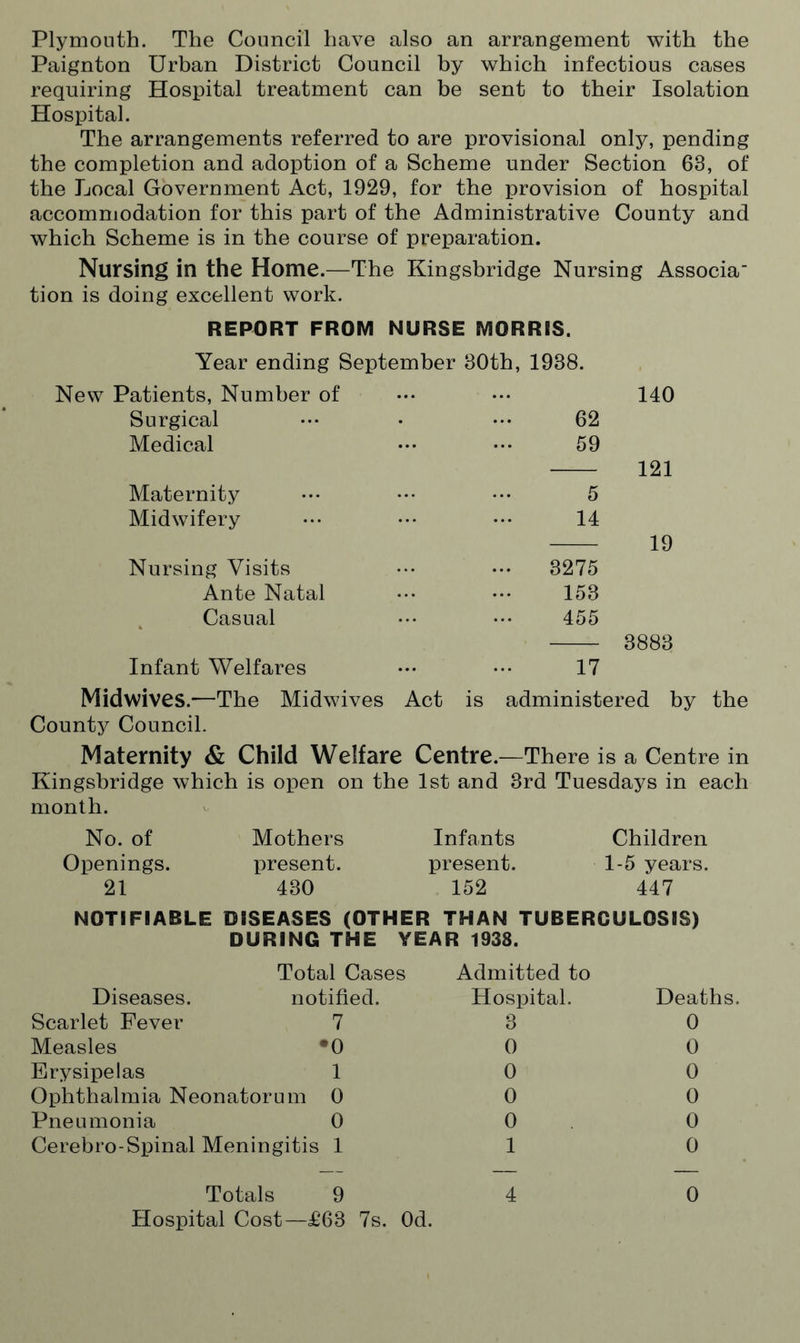 Plymouth. The Council have also an arrangement with the
Paignton Urban District Council by which infectious cases
requiring Hospital treatment can be sent to their Isolation
Hospital.
The arrangements referred to are provisional only, pending
the completion and adoption of a Scheme under Section 63, of
the Local Government Act, 1929, for the provision of hospital
accommodation for this part of the Administrative County and
which Scheme is in the course of preparation.
Nursing in the Home.—The Kingsbridge Nursing Associa-
tion is doing excellent work.
REPORT FROM NURSE MORRIS.
Year ending September 30th, 1938.
New Patients, Number of ... ... 140
Surgical ... . ... 62
Medical ... ... 59
—— 121
Maternity ... ... ... 5
Midwifery ... ... ... 14
—— 19
Nursing Visits ... ... 3275
Ante Natal ... ... 153
Casual ... ... 455
—— 3883
Infant Welfares ... ... 17
Midwives.—The Midwives Act is administered by the
County Council.
Maternity & Child Welfare Centre.—There is a Centre in
Kingsbridge which is open on the 1st and 3rd Tuesdays in each
month.
No. of Mothers Infants Children
Openings. present. present. 1-5 years.
21 430 152 447
NOTIFIABLE DISEASES (OTHER THAN TUBERCULOSIS)
DURING THE YEAR 1938.
Total Cases Admitted to
Diseases. notified. Hospital. Deaths.
Scarlet Fever 7 3 0
Measles *0 0 0
Erysipelas 1 0 0
Ophthalmia Neonatorum 0 0 0
Pneumonia 0 0 0
Cerebro-Spinal Meningitis 1 1 0
— — —
Totals 9 4 0
Hospital Cost—£63 7s. 0d.